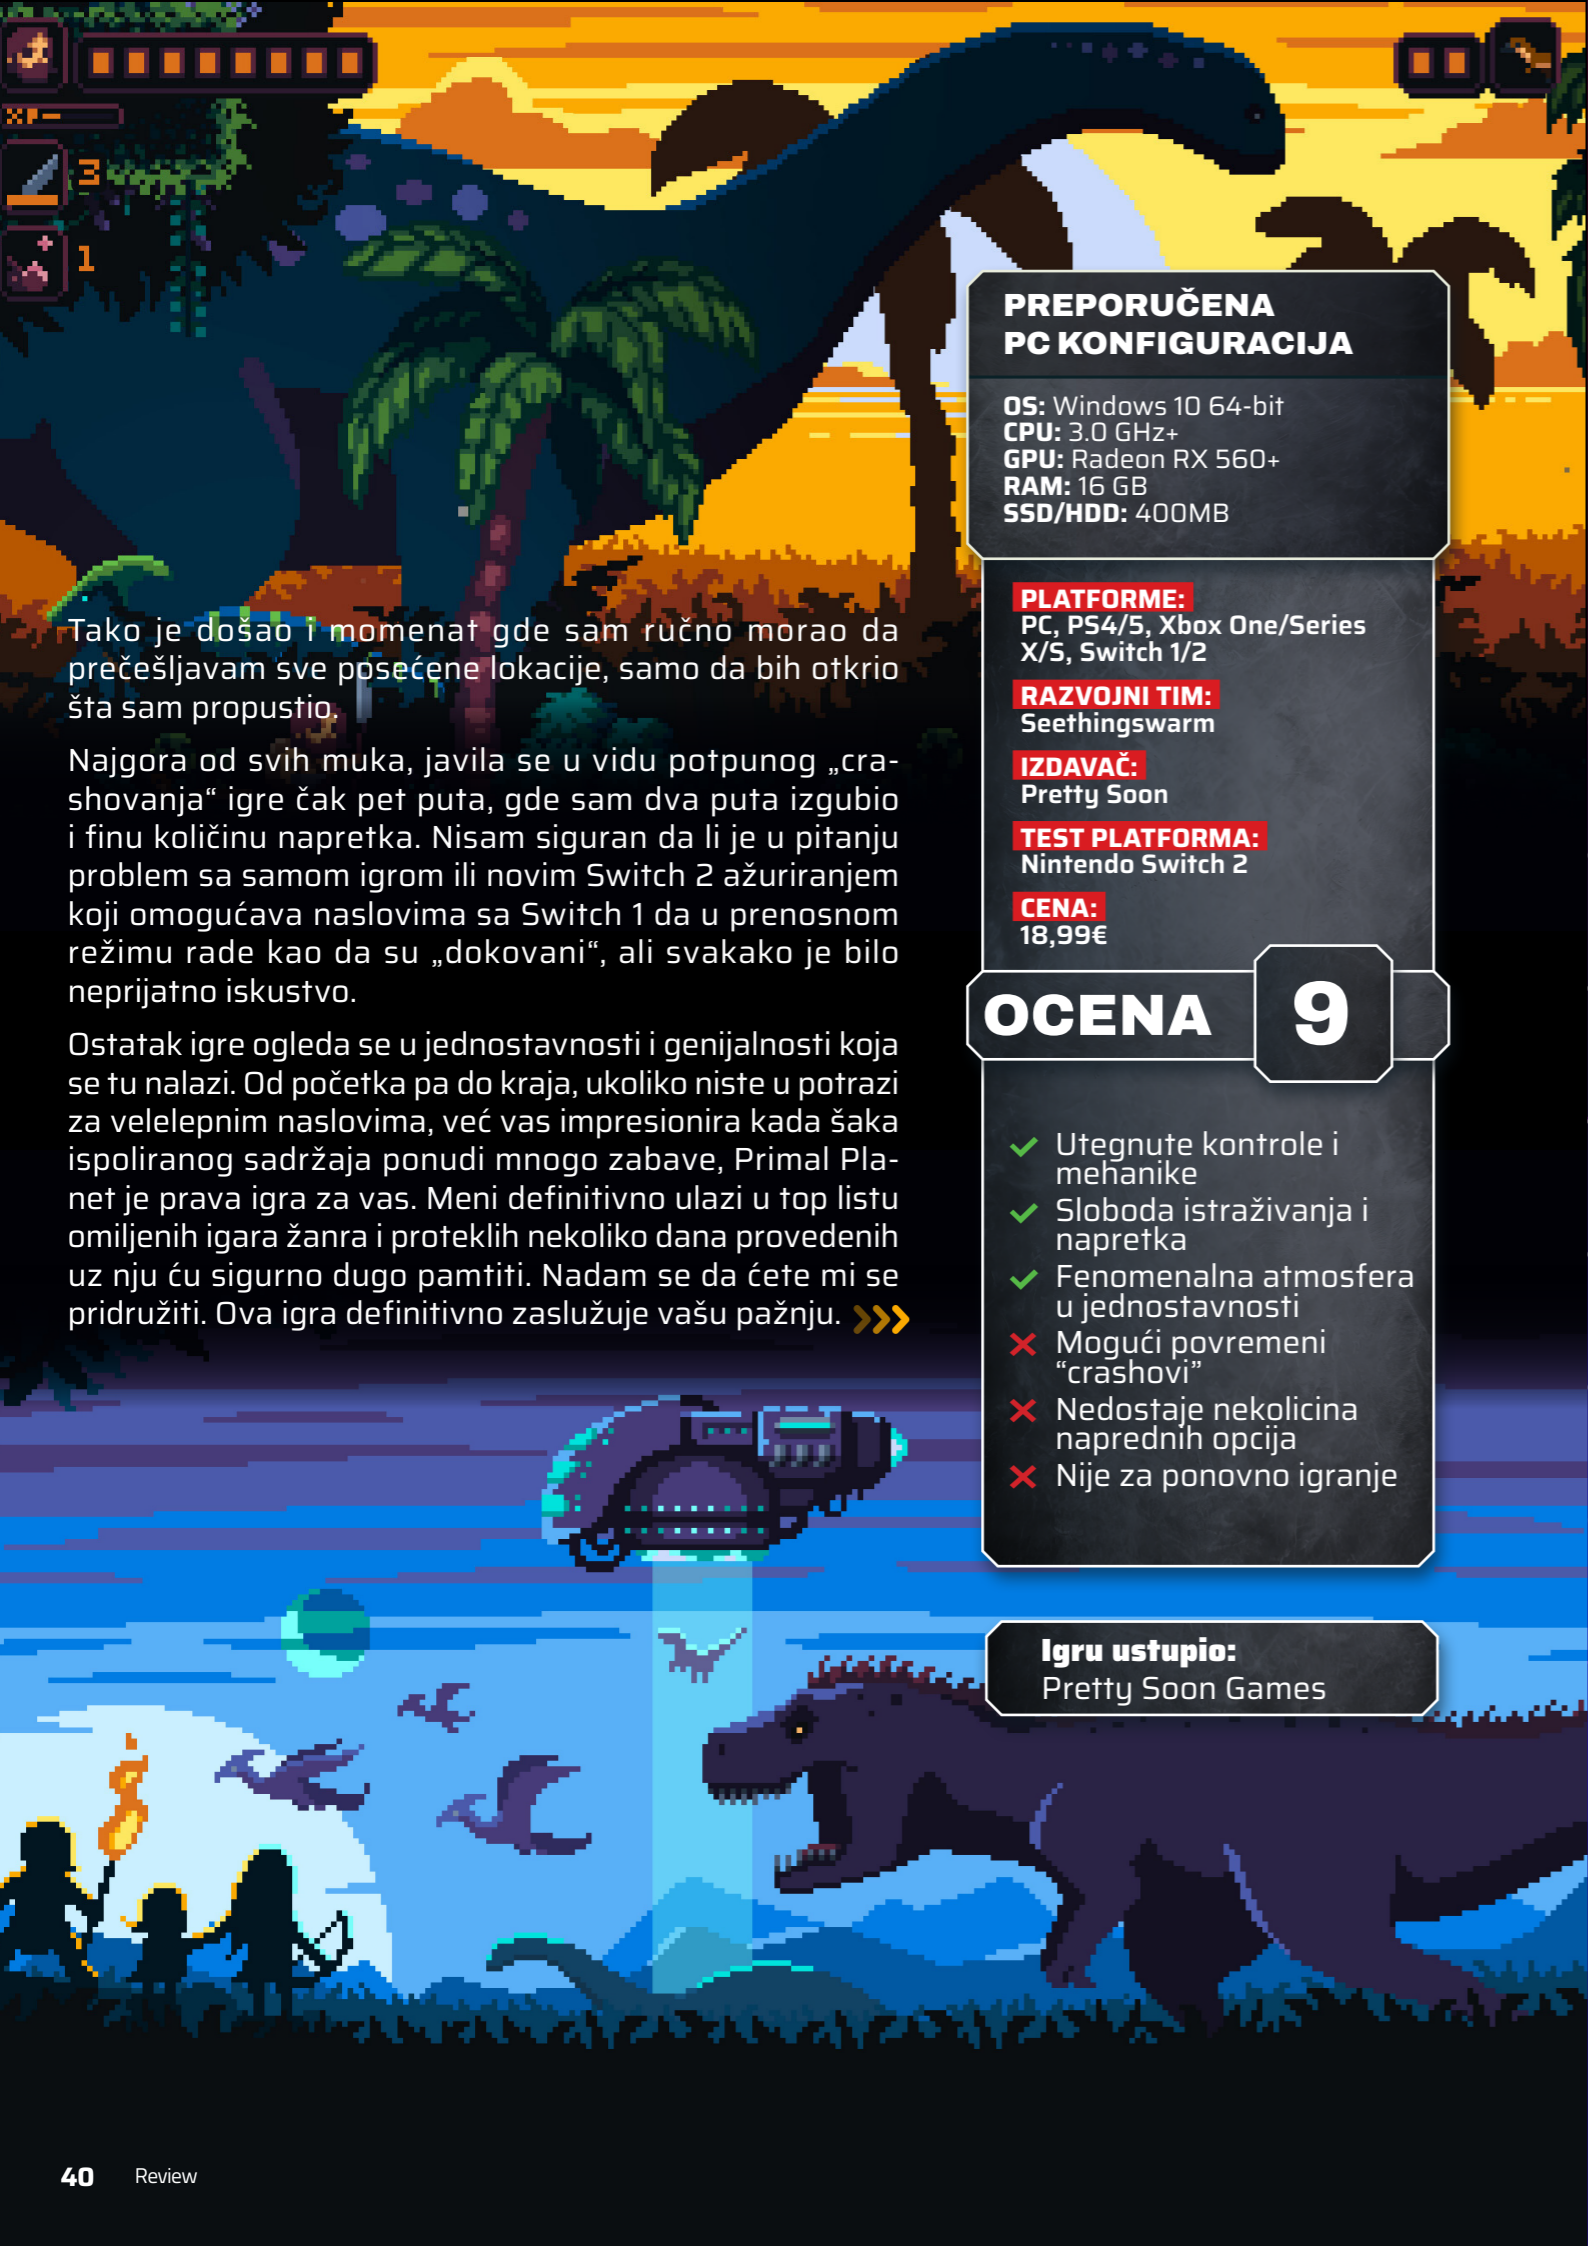 XP
3
1
Tako je došao i momenat gde sam ručno morao da
prečešljavam sve posećene lokacije, samo da bih otkrio
šta sam propustio.
Najgora od svih muka, javila se u vidu potpunog „cra-
shovanja“ igre čak pet puta, gde sam dva puta izgubio
i finu količinu napretka. Nisam siguran da li je u pitanju
problem sa samom igrom ili novim Switch 2 ažuriranjem
koji omogućava naslovima sa Switch 1 da u prenosnom
režimu rade kao da su „dokovani“, ali svakako je bilo
neprijatno iskustvo.
Ostatak igre ogleda se u jednostavnosti i genijalnosti koja
se tu nalazi. Od početka pa do kraja, ukoliko niste u potrazi
za velelepnim naslovima, već vas impresionira kada šaka
ispoliranog sadržaja ponudi mnogo zabave, Primal Pla-
net je prava igra za vas. Meni definitivno ulazi u top listu
omiljenih igara žanra i proteklih nekoliko dana provedenih
uz nju ću sigurno dugo pamtiti. Nadam se da ćete mi se
pridružiti. Ova igra definitivno zaslužuje vašu pažnju.
PREPORUČENA
PC KONFIGURACIJA
OS: Windows 10 64-bit
CPU: 3.0 GHz+
GPU: Radeon RX 560+
RAM: 16 GB
SSD/HDD: 400MB
PLATFORME:
PC, PS4/5, Xbox One/Series
X/S, Switch 1/2
RAZVOJNI TIM:
Seethingswarm
IZDAVAČ:
Pretty Soon
TEST PLATFORMA:
Nintendo Switch 2
CENA:
18,99€
OCENA 9
Utegnute kontrole i
mehanike
Sloboda istraživanja i
napretka
Fenomenalna atmosfera
u jednostavnosti
Mogući povremeni
“crashovi”
Nedostaje nekolicina
naprednih opcija
Nije za ponovno igranje
Igru ustupio:
Pretty Soon Games
40 Review